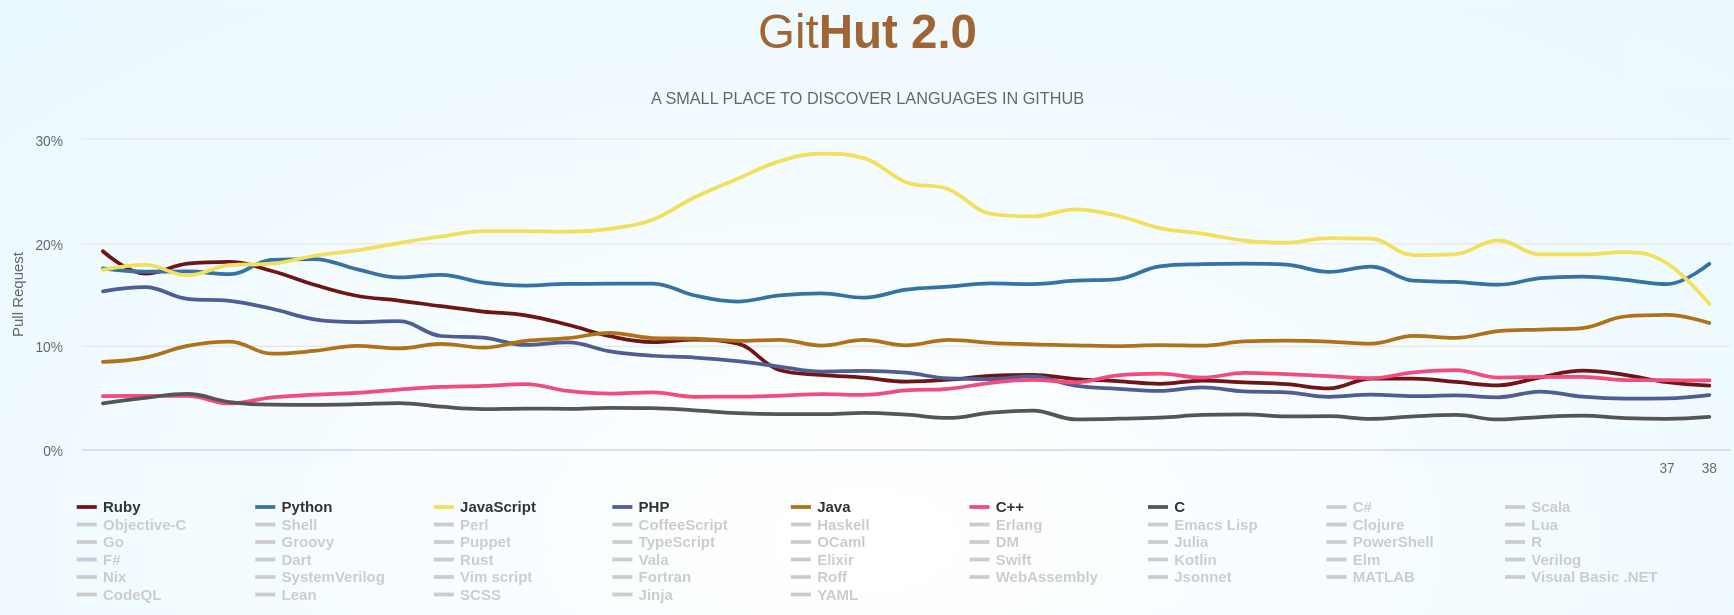 GitHut 2.0
A SMALL PLACE TO DISCOVER LANGUAGES IN GITHUB
30%
20%
10%
0%
Pull Request
37 38
Ruby Python JavaScript PHP Java C++ C C# Scala
Objective-C Shell Perl CoffeeScript Haskell Erlang Emacs Lisp Clojure Lua
Go Groovy Puppet TypeScript OCaml DM Julia PowerShell R
F# Dart Rust Vala Elixir Swift Kotlin Elm Verilog
Nix SystemVerilog Vim script Fortran Roff WebAssembly Jsonnet MATLAB Visual Basic .NET
CodeQL Lean SCSS Jinja YAML